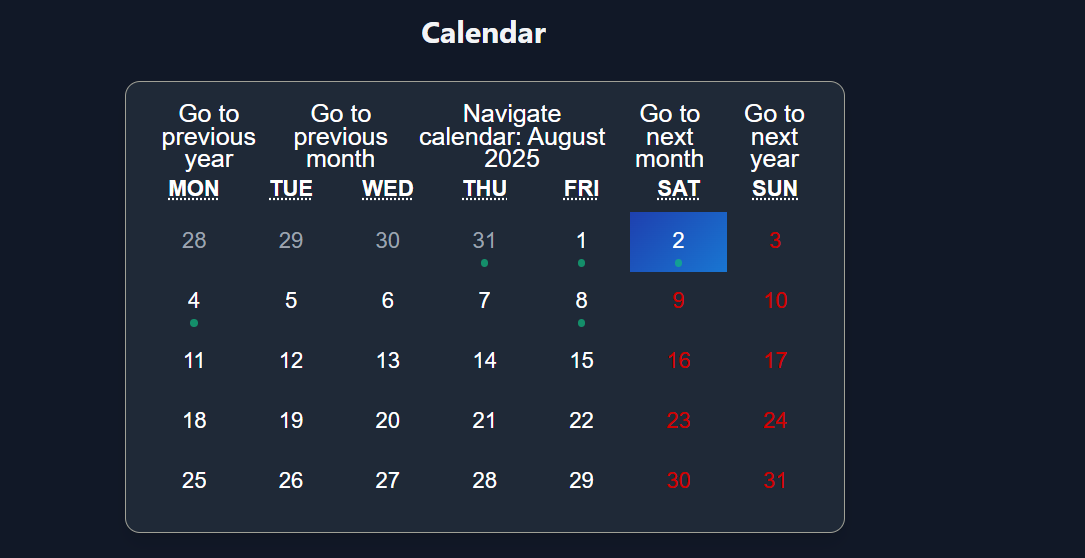 Calendar
Go to previous year
Go to previous month
Navigate calendar: August 2025
Go to next month
Go to next year
MON TUE WED THU FRI SAT SUN
28 29 30 31 1 2 3
4 5 6 7 8 9 10
11 12 13 14 15 16 17
18 19 20 21 22 23 24
25 26 27 28 29 30 31